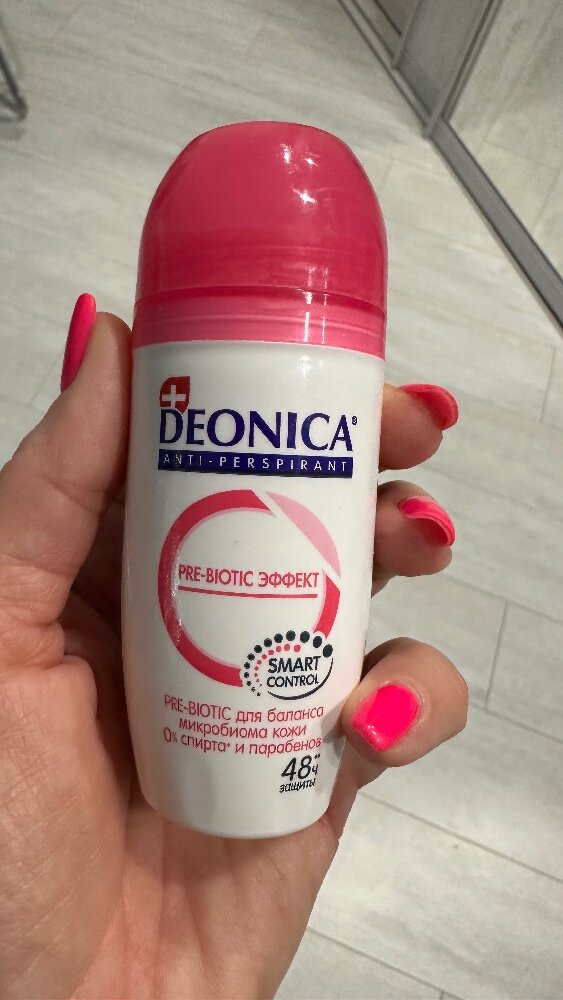 DEONICA®
ANTI-PERSPIRANT
PRE-BIOTIC ЭФФЕКТ
SMART
CONTROL
PRE-BIOTIC для баланса
микробиома кожи
0% спирта* и парабенов
48ч**
защиты